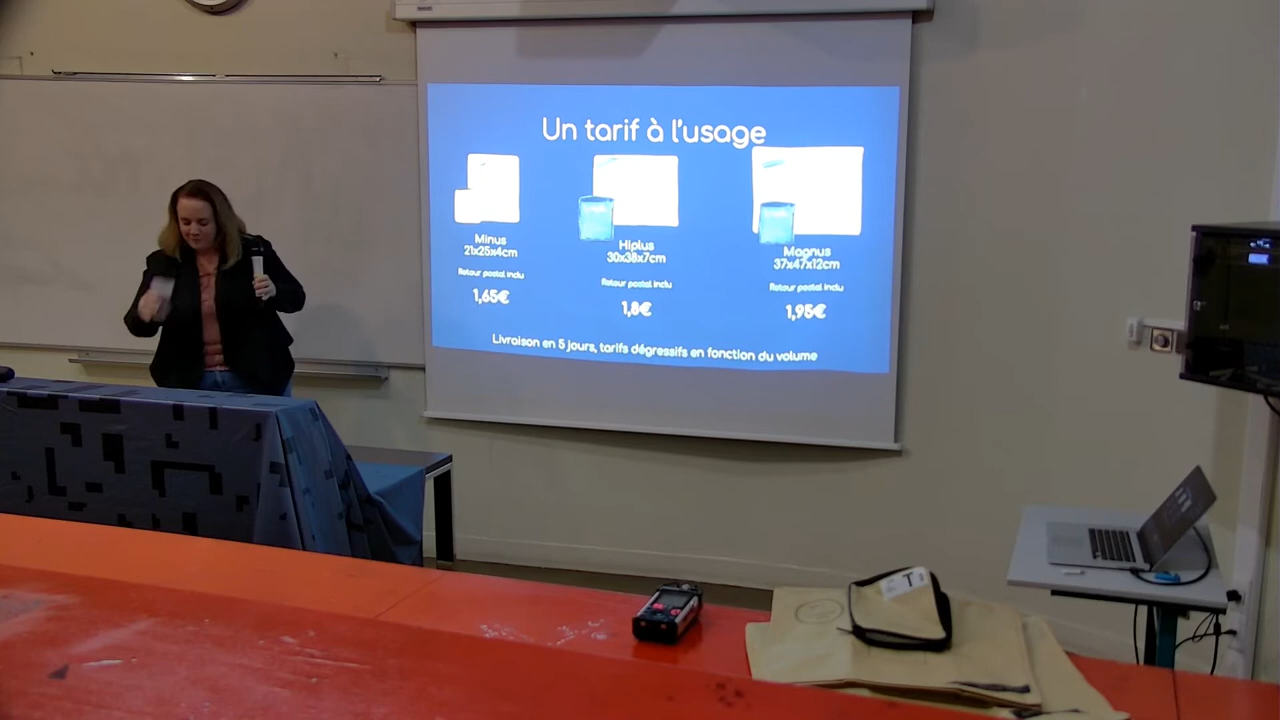 Un tarif à l'usage
Minus
21x25x4cm
Retour postal inclu
1,65€
Hiplus
30x38x7cm
Retour postal inclu
1,8€
Magnus
37x47x12cm
Retour postal inclu
1,95€
Livraison en 5 jours, tarifs dégressifs en fonction du volume
T